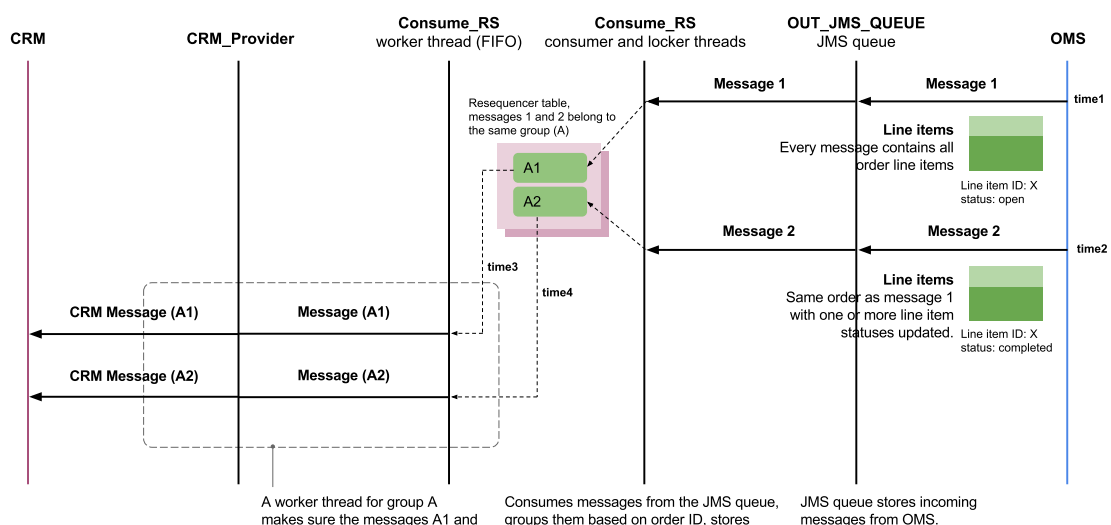 CRM
CRM_Provider
Consume_RS
worker thread (FIFO)
Consume_RS
consumer and locker threads
OUT_JMS_QUEUE
JMS queue
OMS
Message 1
Message 1
time1
Resequencer table,
messages 1 and 2 belong to
the same group (A)
Line items
Every message contains all
order line items
Line item ID: X
status: open
A1
A2
Message 2
Message 2
time2
time3
time4
Line items
Same order as message 1
with one or more line item
statuses updated.
Line item ID: X
status: completed
CRM Message (A1)
Message (A1)
CRM Message (A2)
Message (A2)
A worker thread for group A
makes sure the messages A1 and
Consumes messages from the JMS queue,
groups them based on order ID, stores
JMS queue stores incoming
messages from OMS.